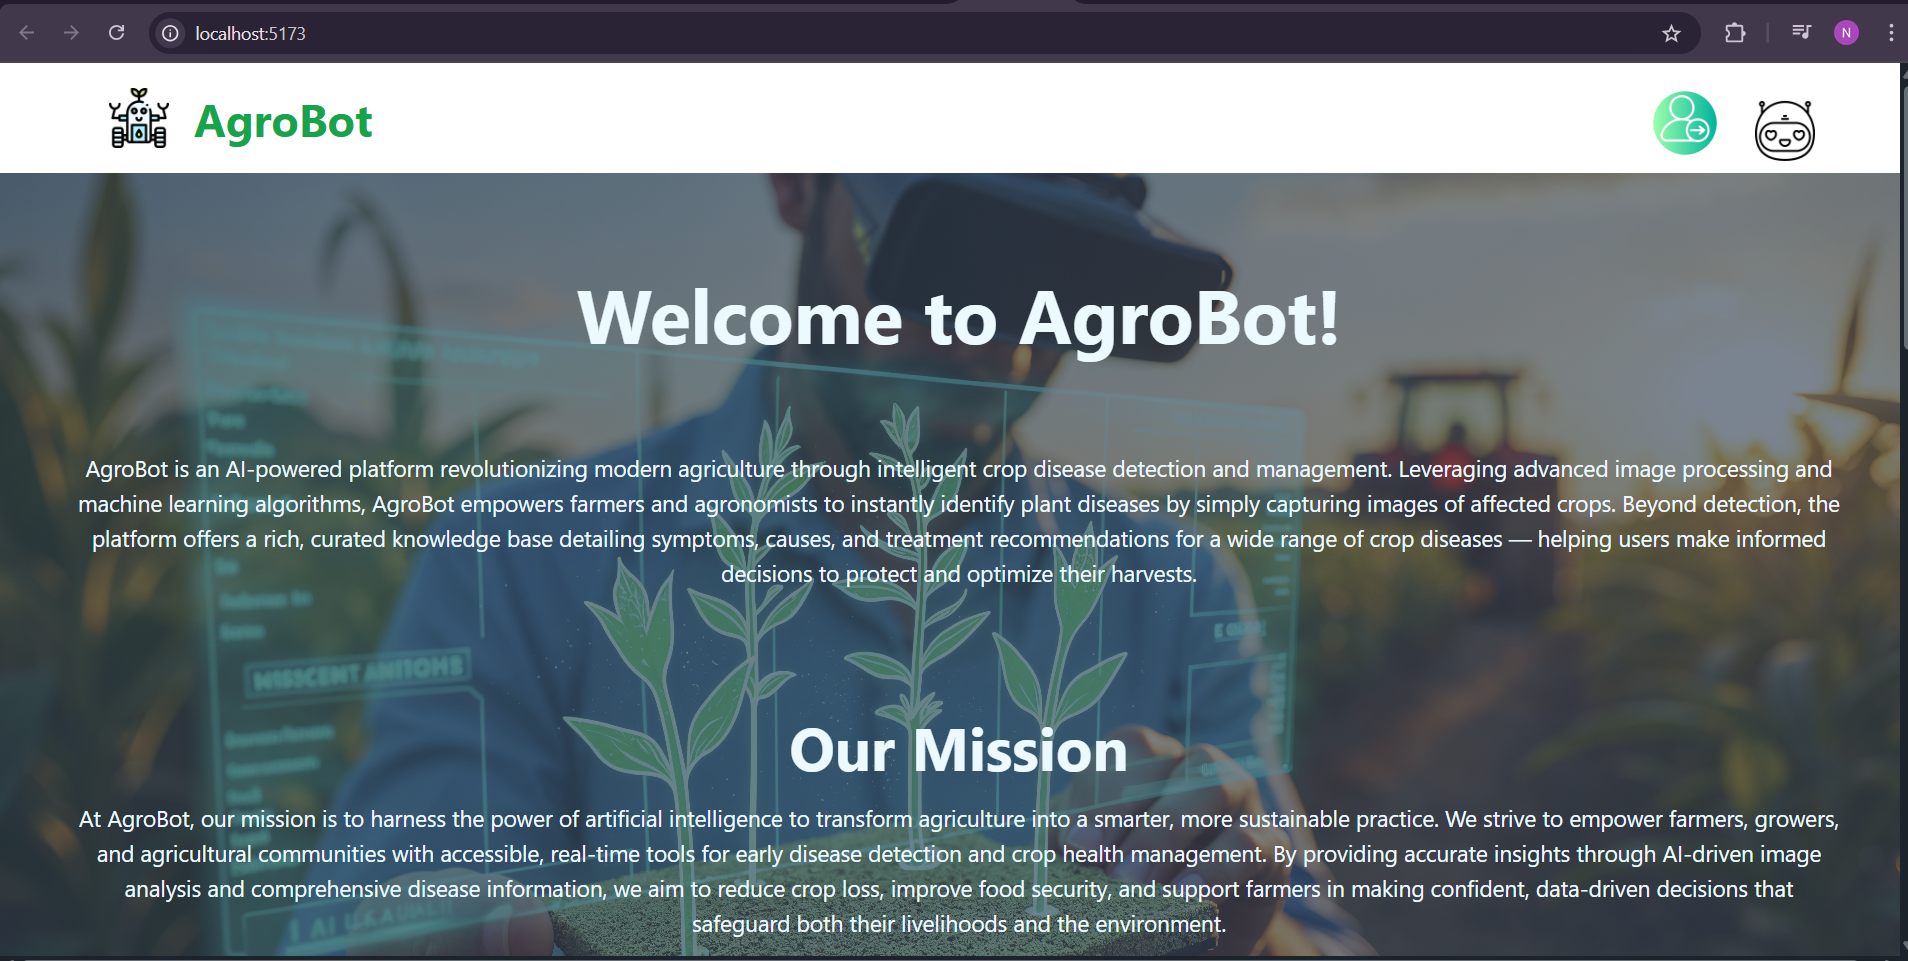 localhost:5173
N
AgroBot
Welcome to AgroBot!
AgroBot is an AI-powered platform revolutionizing modern agriculture through intelligent crop disease detection and management. Leveraging advanced image processing and
machine learning algorithms, AgroBot empowers farmers and agronomists to instantly identify plant diseases by simply capturing images of affected crops. Beyond detection, the
platform offers a rich, curated knowledge base detailing symptoms, causes, and treatment recommendations for a wide range of crop diseases — helping users make informed
decisions to protect and optimize their harvests.
Our Mission
At AgroBot, our mission is to harness the power of artificial intelligence to transform agriculture into a smarter, more sustainable practice. We strive to empower farmers, growers,
and agricultural communities with accessible, real-time tools for early disease detection and crop health management. By providing accurate insights through AI-driven image
analysis and comprehensive disease information, we aim to reduce crop loss, improve food security, and support farmers in making confident, data-driven decisions that
safeguard both their livelihoods and the environment.